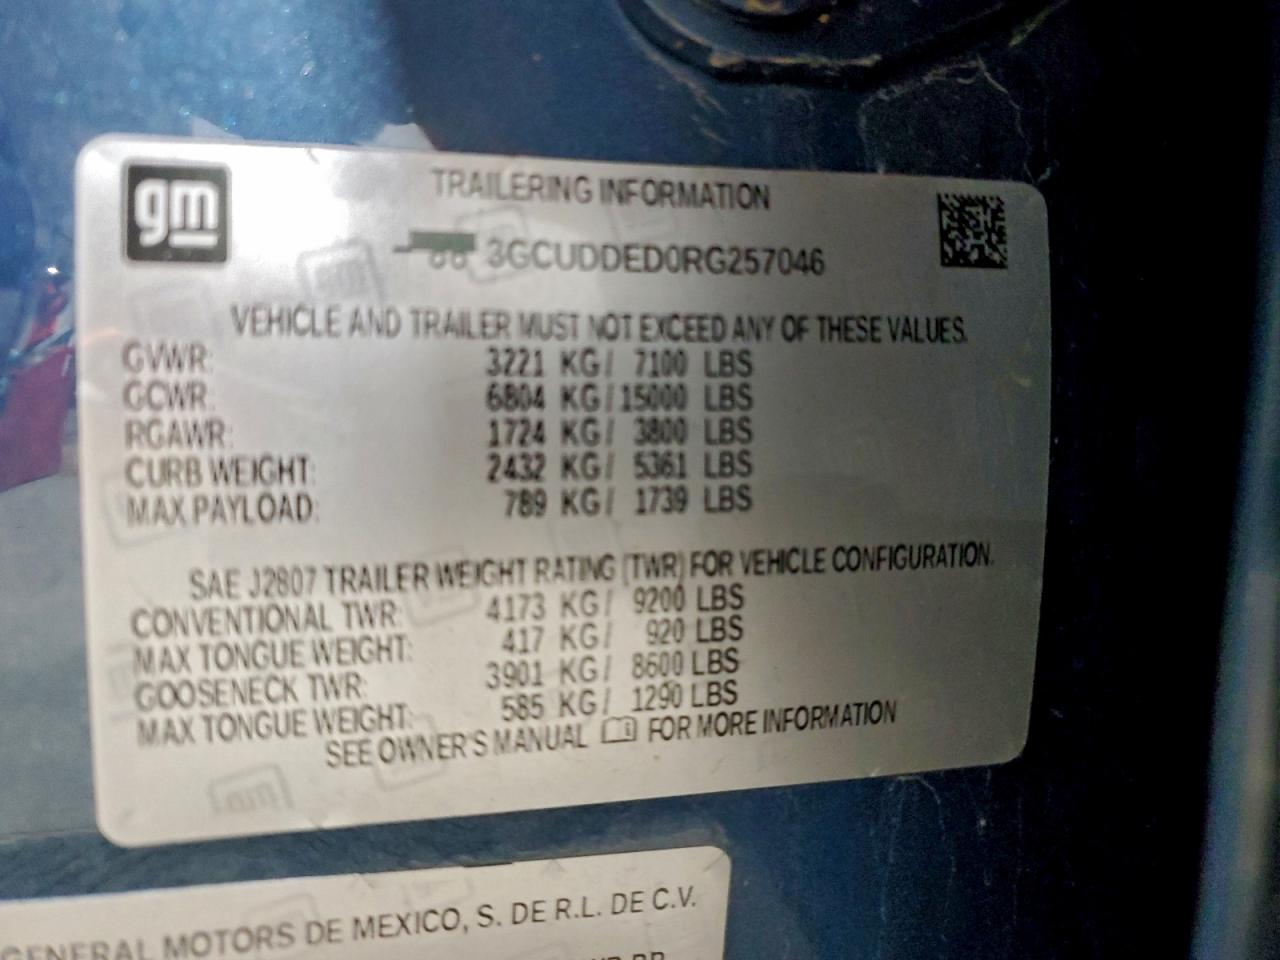 gm
TRAILERING INFORMATION
3GCUDDED0RG257046
VEHICLE AND TRAILER MUST NOT EXCEED ANY OF THESE VALUES.
GVWR: 3221 KG/ 7100 LBS
GCWR: 6804 KG/ 15000 LBS
RGAWR: 1724 KG/ 3800 LBS
CURB WEIGHT: 2432 KG/ 5361 LBS
MAX PAYLOAD: 789 KG/ 1739 LBS
SAE J2807 TRAILER WEIGHT RATING (TWR) FOR VEHICLE CONFIGURATION.
CONVENTIONAL TWR: 4173 KG/ 9200 LBS
MAX TONGUE WEIGHT: 417 KG/ 920 LBS
GOOSENECK TWR: 3901 KG/ 8600 LBS
MAX TONGUE WEIGHT: 585 KG/ 1290 LBS
SEE OWNER'S MANUAL FOR MORE INFORMATION
GENERAL MOTORS DE MEXICO, S. DE R.L. DE C.V.